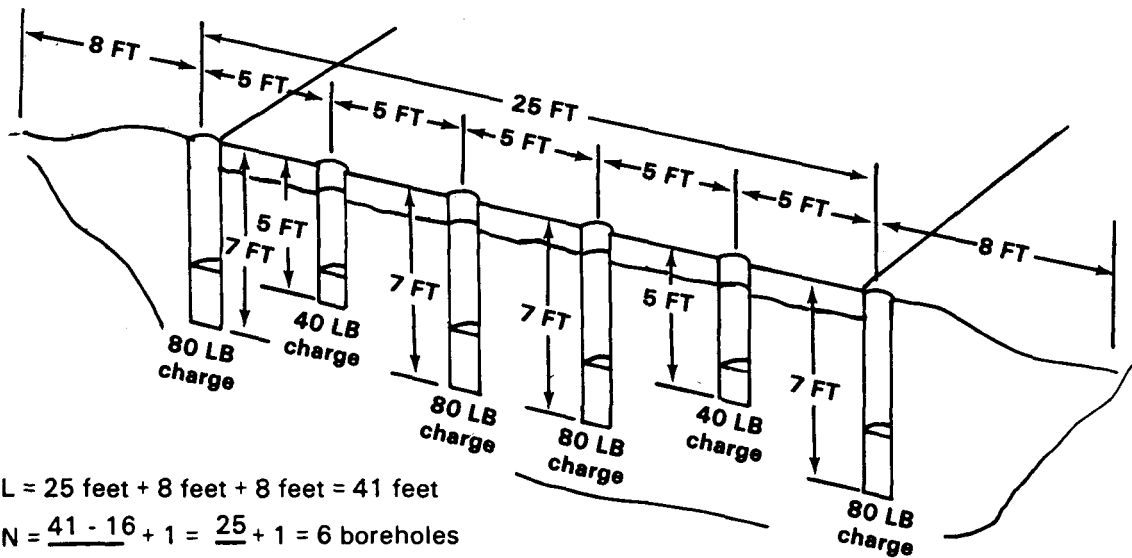 8 FT
25 FT
5 FT
5 FT
5 FT
5 FT
5 FT
8 FT
7 FT
5 FT
7 FT
7 FT
5 FT
7 FT
80 LB
charge
40 LB
charge
80 LB
charge
80 LB
charge
40 LB
charge
80 LB
charge
L = 25 feet + 8 feet + 8 feet = 41 feet
N = 41 - 16 + 1 = 25 + 1 = 6 boreholes